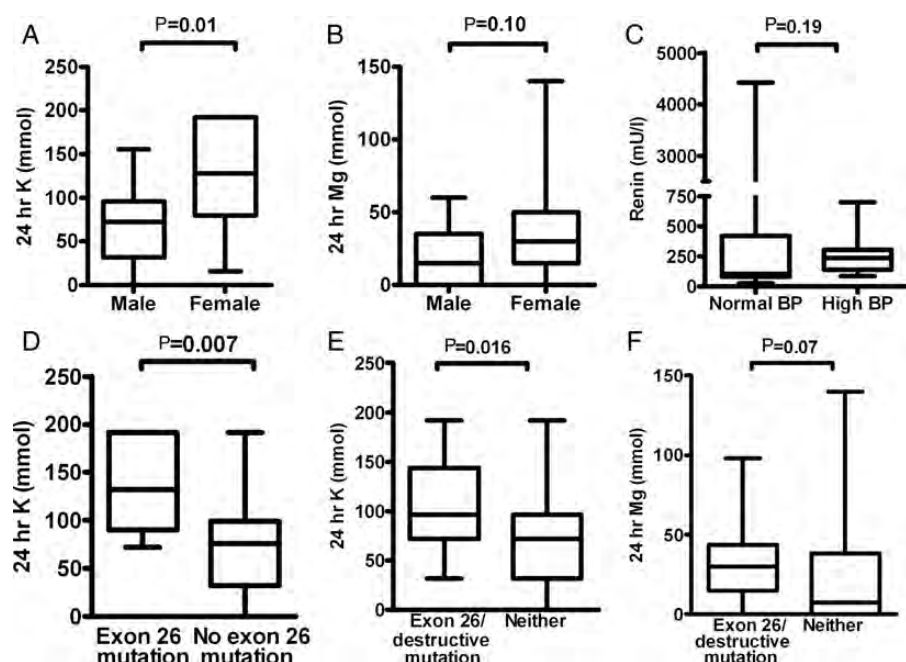 A
P=0.01
24 hr K (mmol)
250
200
150
100
50
0
Male
Female
B
P=0.10
24 hr Mg (mmol)
150
100
50
0
Male
Female
C
P=0.19
Renin (mU/l)
5000
4000
3000
750
500
250
0
Normal BP
High BP
D
P=0.007
24 hr K (mmol)
250
200
150
100
50
0
Exon 26
mutation
No exon 26
mutation
E
P=0.016
24 hr K (mmol)
250
200
150
100
50
0
Exon 26/
destructive
mutation
Neither
F
P=0.07
24 hr Mg (mmol)
150
100
50
0
Exon 26/
destructive
mutation
Neither